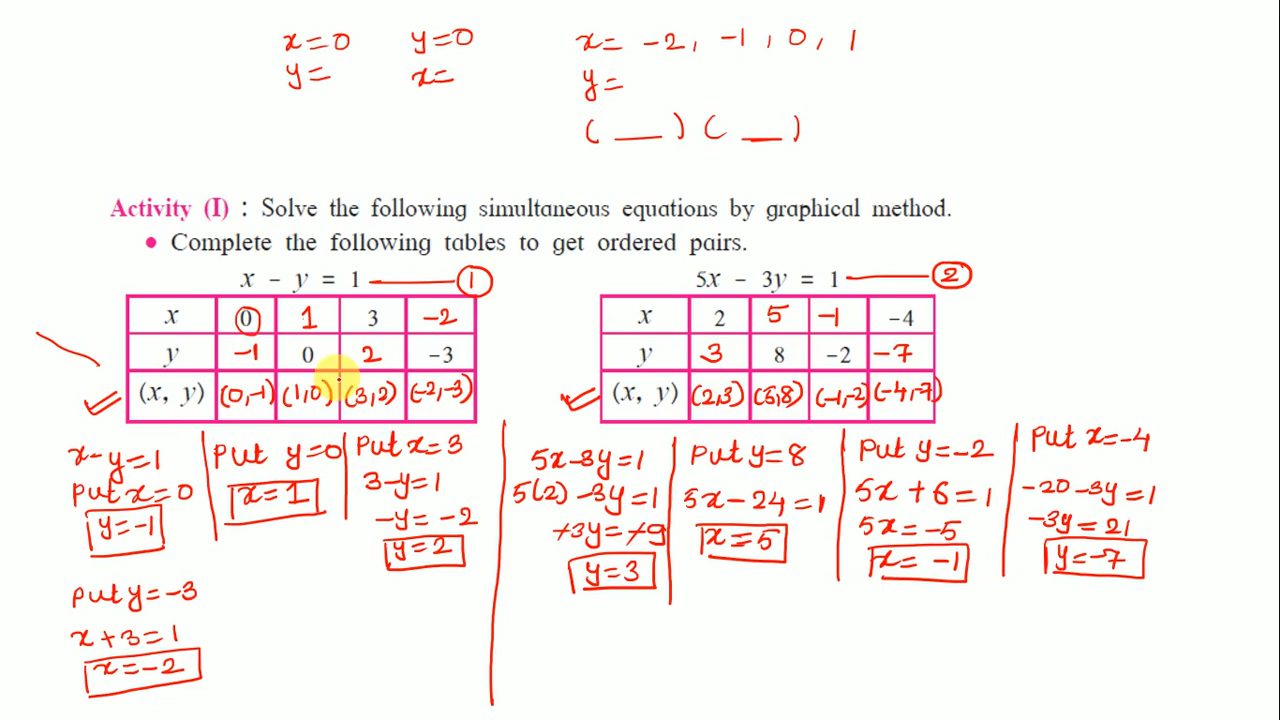 x=0 y=0 x= -2, -1, 0, 1
y= x= y=
( __ ) ( __ )
Activity (I) : Solve the following simultaneous equations by graphical method.
• Complete the following tables to get ordered pairs.
x - y = 1 ① 5x - 3y = 1 ②
x 0 1 3 -2
y -1 0 2 -3
(x, y) (0,-1) (1,0) (3,2) (-2,-3)
x 2 5 -1 -4
y 3 8 -2 -7
(x, y) (2,3) (5,8) (-1,-2) (-4,-7)
x-y=1
Put x=0
y=-1
Put y=0
x=1
Put x=3
3-y=1
-y=-2
y=2
Put y=-3
x+3=1
x=-2
5x-3y=1
5(2)-3y=1
-3y=-9
y=3
Put y=8
5x-24=1
x=5
Put y=-2
5x+6=1
5x=-5
x=-1
Put x=-4
-20-3y=1
-3y=21
y=-7